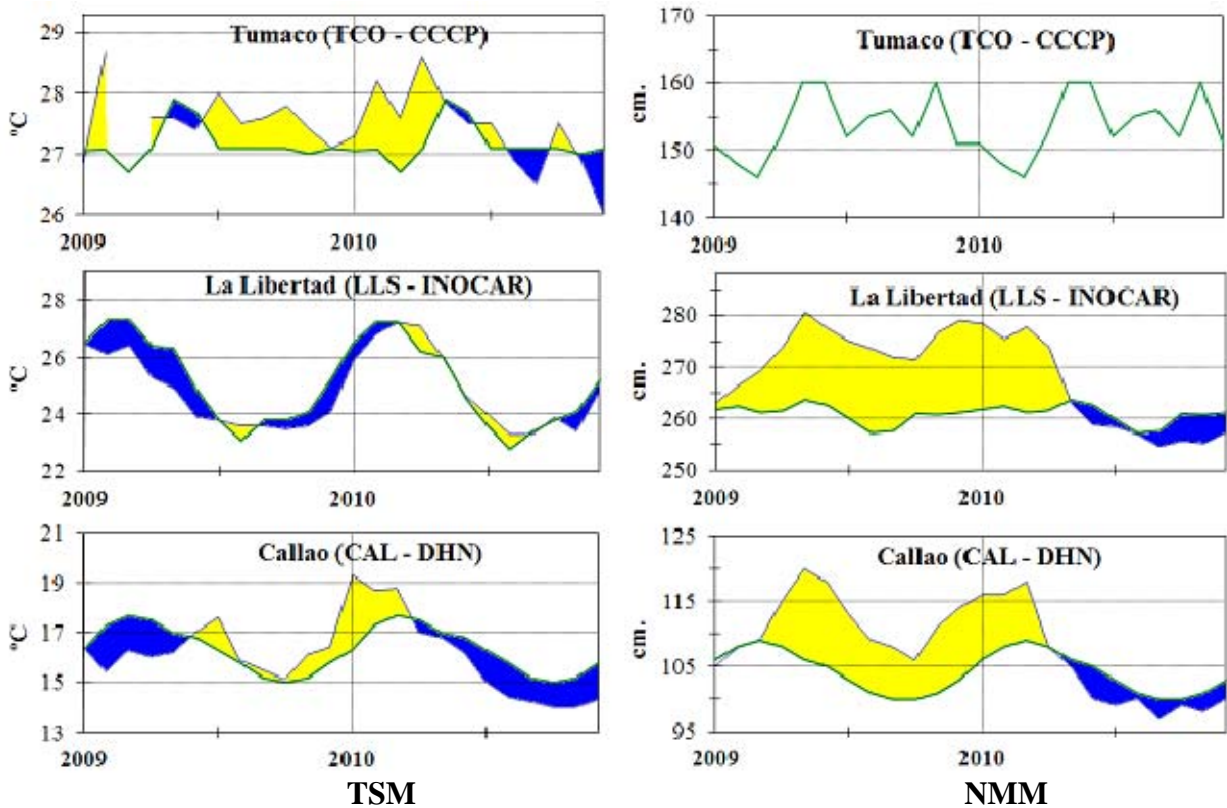 Tumaco (TCO - CCCP)
°C
29
28
27
26
2009
2010
Tumaco (TCO - CCCP)
cm.
170
160
150
140
2009
2010
La Libertad (LLS - INOCAR)
°C
28
26
24
22
2009
2010
La Libertad (LLS - INOCAR)
cm.
280
270
260
250
2009
2010
Callao (CAL - DHN)
°C
21
19
17
15
13
2009
2010
Callao (CAL - DHN)
cm.
125
115
105
95
2009
2010
TSM
NMM